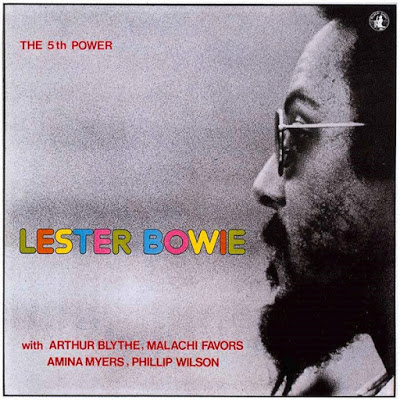 THE 5th POWER
LESTER BOWIE
with ARTHUR BLYTHE, MALACHI FAVORS
AMINA MYERS, PHILLIP WILSON